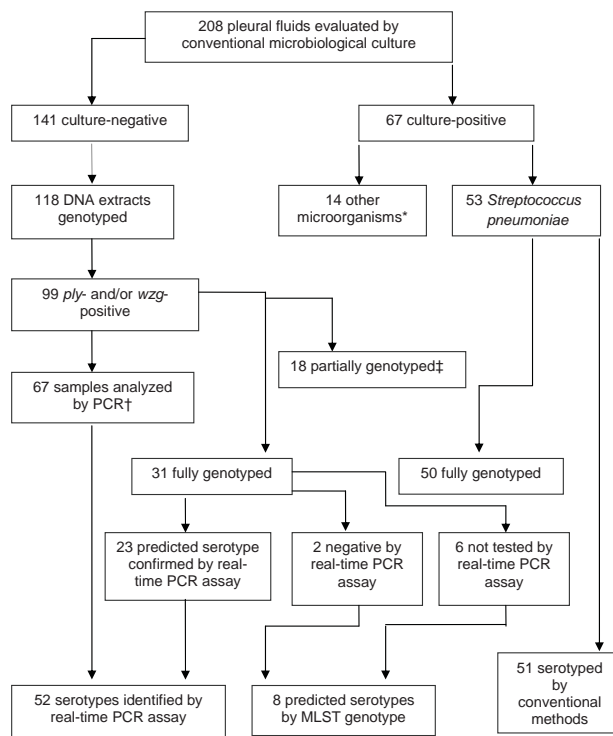 208 pleural fluids evaluated by
conventional microbiological culture
141 culture-negative
67 culture-positive
118 DNA extracts
genotyped
14 other
microorganisms*
53 Streptococcus
pneumoniae
99 ply- and/or wzg-
positive
18 partially genotyped‡
67 samples analyzed
by PCR†
31 fully genotyped
50 fully genotyped
23 predicted serotype
confirmed by real-
time PCR assay
2 negative by
real-time PCR
assay
6 not tested by
real-time PCR
assay
52 serotypes identified by
real-time PCR assay
8 predicted serotypes
by MLST genotype
51 serotyped
by
conventional
methods